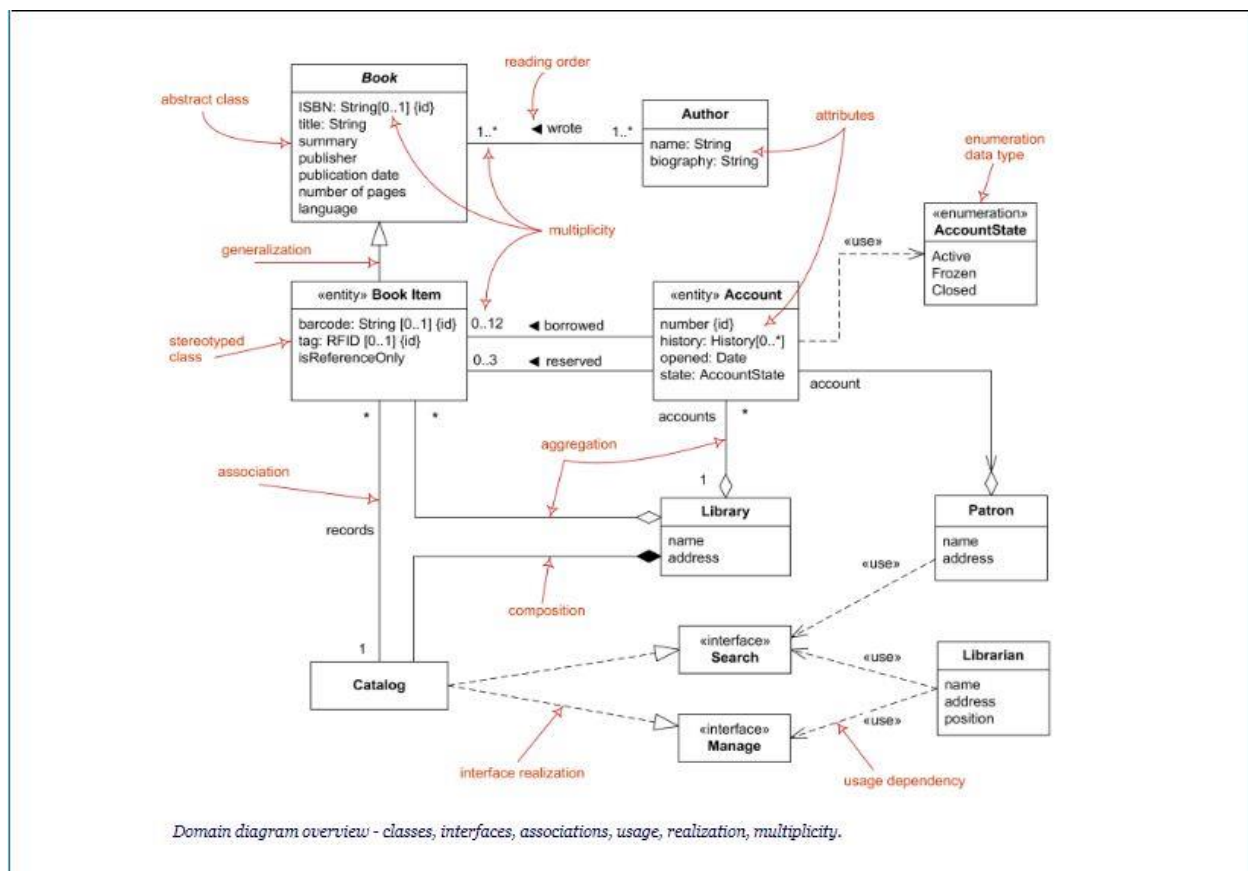 reading order
Book
abstract class
ISBN: String[0..1] {id}
title: String
summary
publisher
publication date
number of pages
language
1..*
◄ wrote
1..*
Author
name: String
biography: String
attributes
enumeration
data type
«enumeration»
AccountState
Active
Frozen
Closed
multiplicity
generalization
«use»
«entity» Book Item
barcode: String [0..1] {id}
tag: RFID [0..1] {id}
isReferenceOnly
stereotyped
class
0..12
◄ borrowed
0..3
◄ reserved
«entity» Account
number {id}
history: History[0..*]
opened: Date
state: AccountState
account
*
*
accounts
*
aggregation
association
1
records
Library
name
address
Patron
name
address
«use»
composition
1
Catalog
«interface»
Search
«use»
Librarian
name
address
position
«interface»
Manage
«use»
interface realization
usage dependency
Domain diagram overview - classes, interfaces, associations, usage, realization, multiplicity.